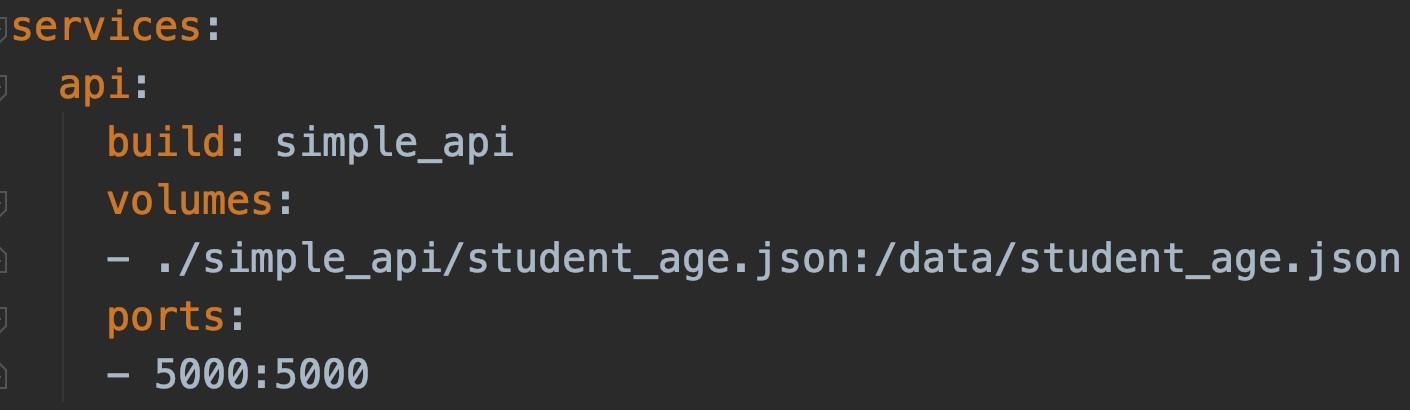 services:
  api:
    build: simple_api
    volumes:
    - ./simple_api/student_age.json:/data/student_age.json
    ports:
    - 5000:5000